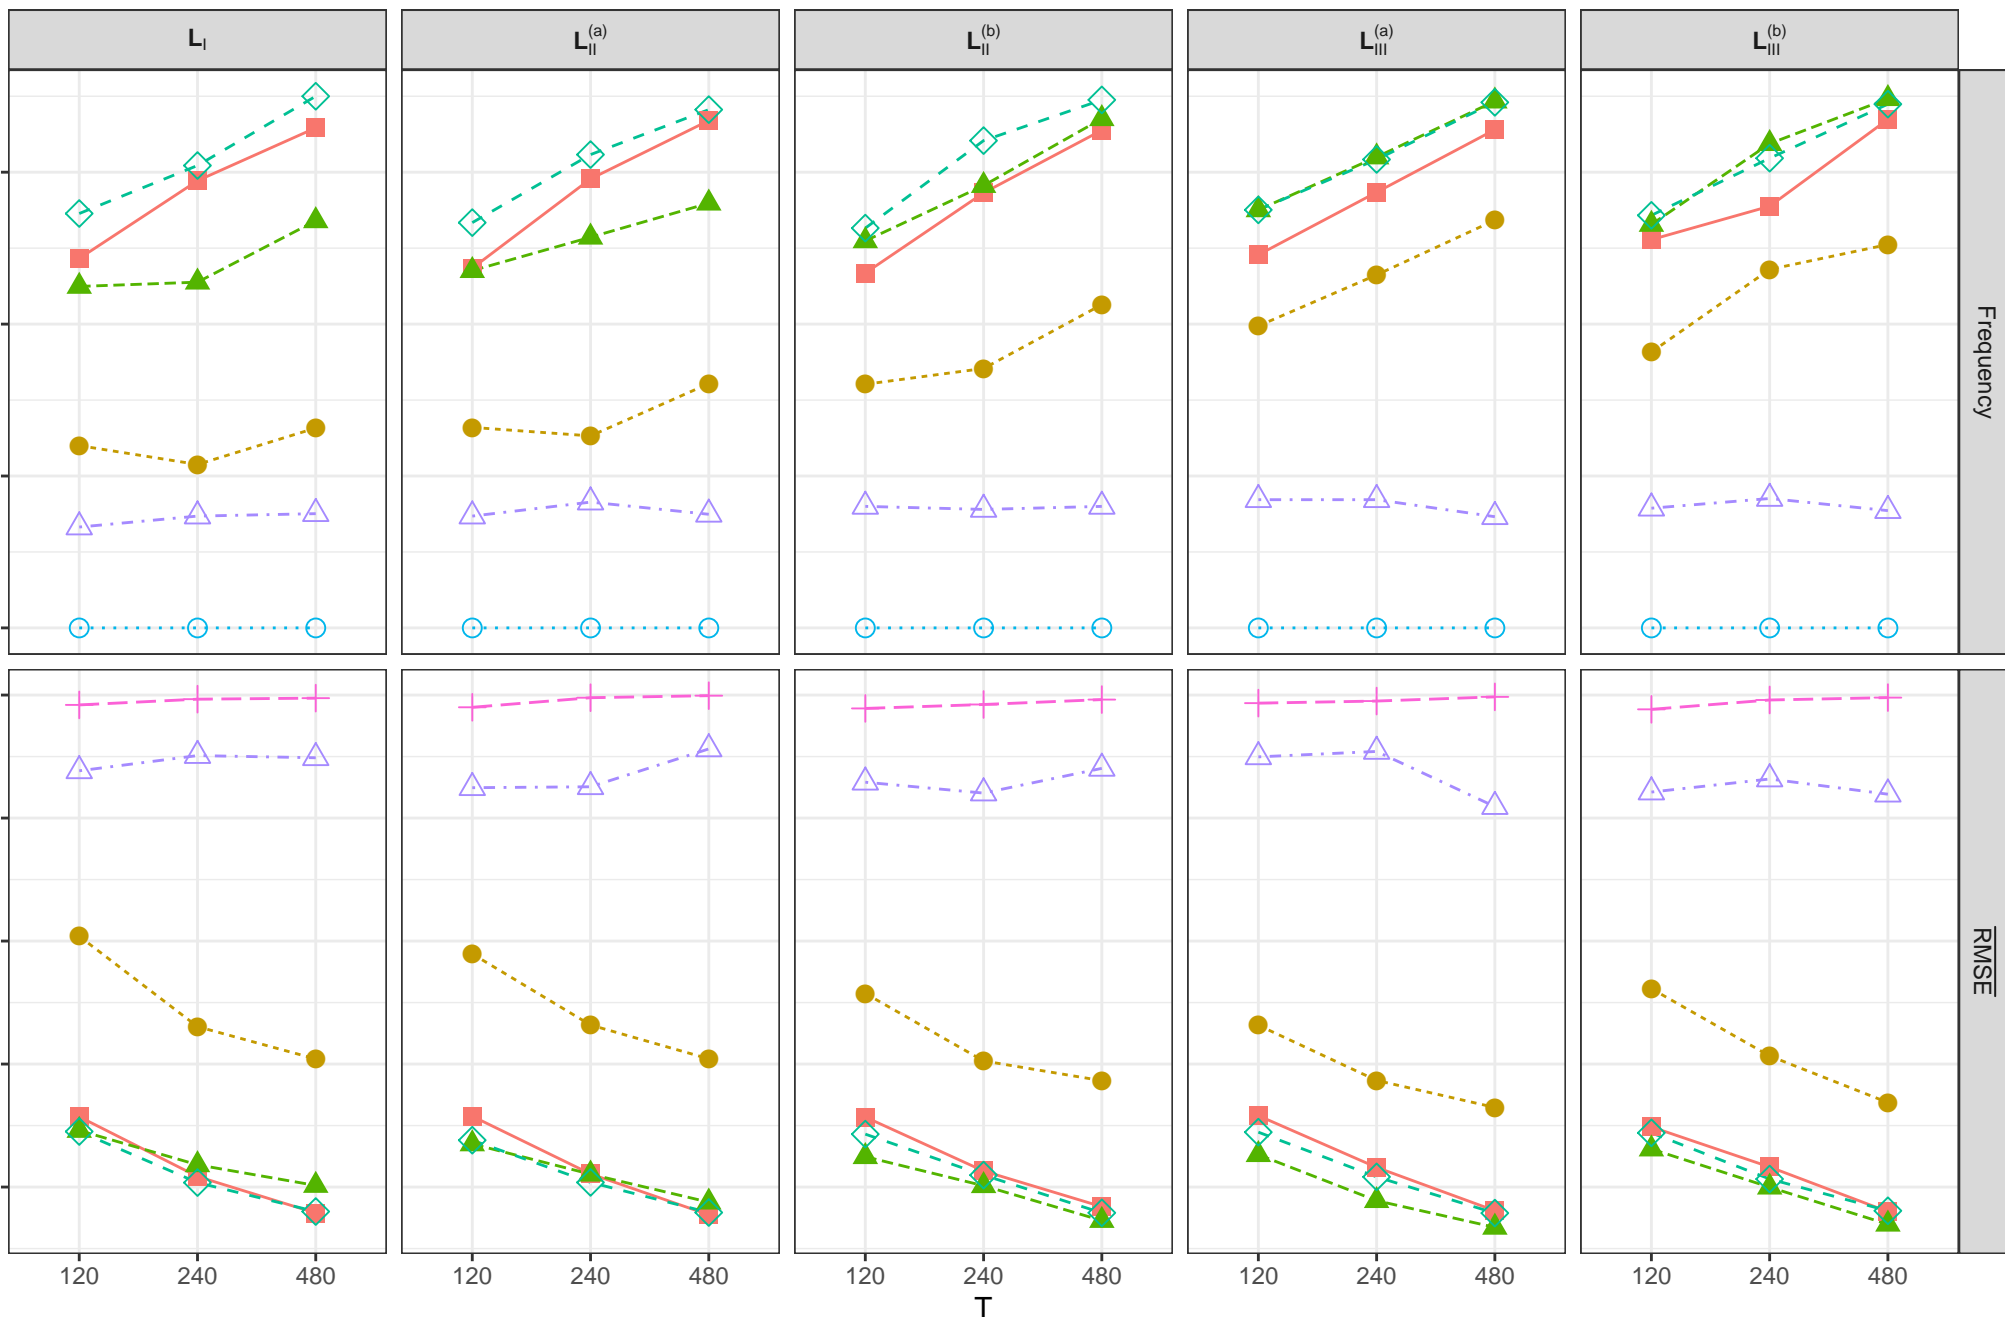 L_I L_II^(a) L_II^(b) L_III^(a) L_III^(b)
Frequency
RMSE
120 240 480 120 240 480 120 240 480 120 240 480 120 240 480
T